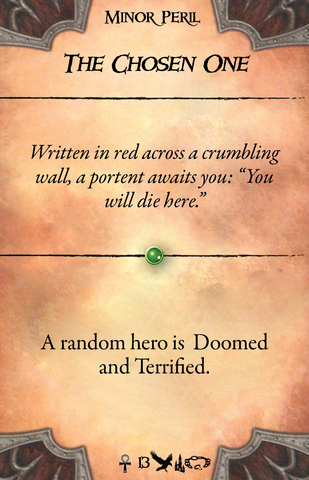 Minor Peril
The Chosen One
Written in red across a crumbling
wall, a portent awaits you: “You
will die here.”
A random hero is Doomed
and Terrified.
13